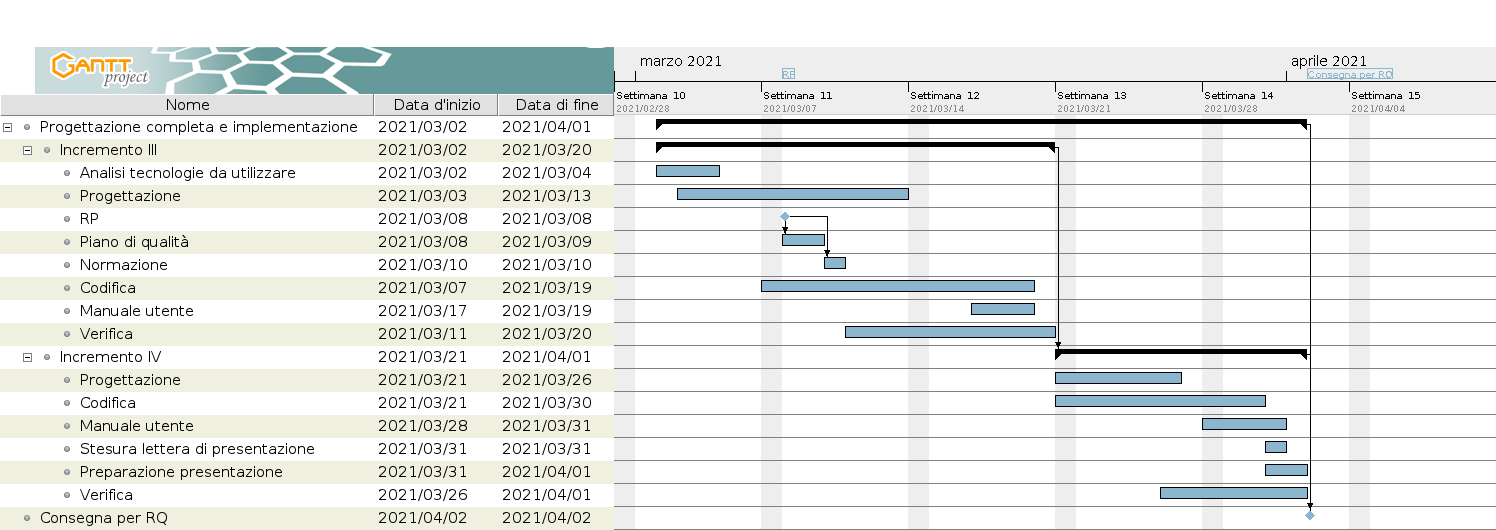 GANTT
project
marzo 2021
aprile 2021
RP
Consegna per RQ
Nome Data d'inizio Data di fine
Settimana 10 Settimana 11 Settimana 12 Settimana 13 Settimana 14 Settimana 15
2021/02/28 2021/03/07 2021/03/14 2021/03/21 2021/03/28 2021/04/04
Progettazione completa e implementazione 2021/03/02 2021/04/01
Incremento III 2021/03/02 2021/03/20
Analisi tecnologie da utilizzare 2021/03/02 2021/03/04
Progettazione 2021/03/03 2021/03/13
RP 2021/03/08 2021/03/08
Piano di qualità 2021/03/08 2021/03/09
Normazione 2021/03/10 2021/03/10
Codifica 2021/03/07 2021/03/19
Manuale utente 2021/03/17 2021/03/19
Verifica 2021/03/11 2021/03/20
Incremento IV 2021/03/21 2021/04/01
Progettazione 2021/03/21 2021/03/26
Codifica 2021/03/21 2021/03/30
Manuale utente 2021/03/28 2021/03/31
Stesura lettera di presentazione 2021/03/31 2021/03/31
Preparazione presentazione 2021/03/31 2021/04/01
Verifica 2021/03/26 2021/04/01
Consegna per RQ 2021/04/02 2021/04/02